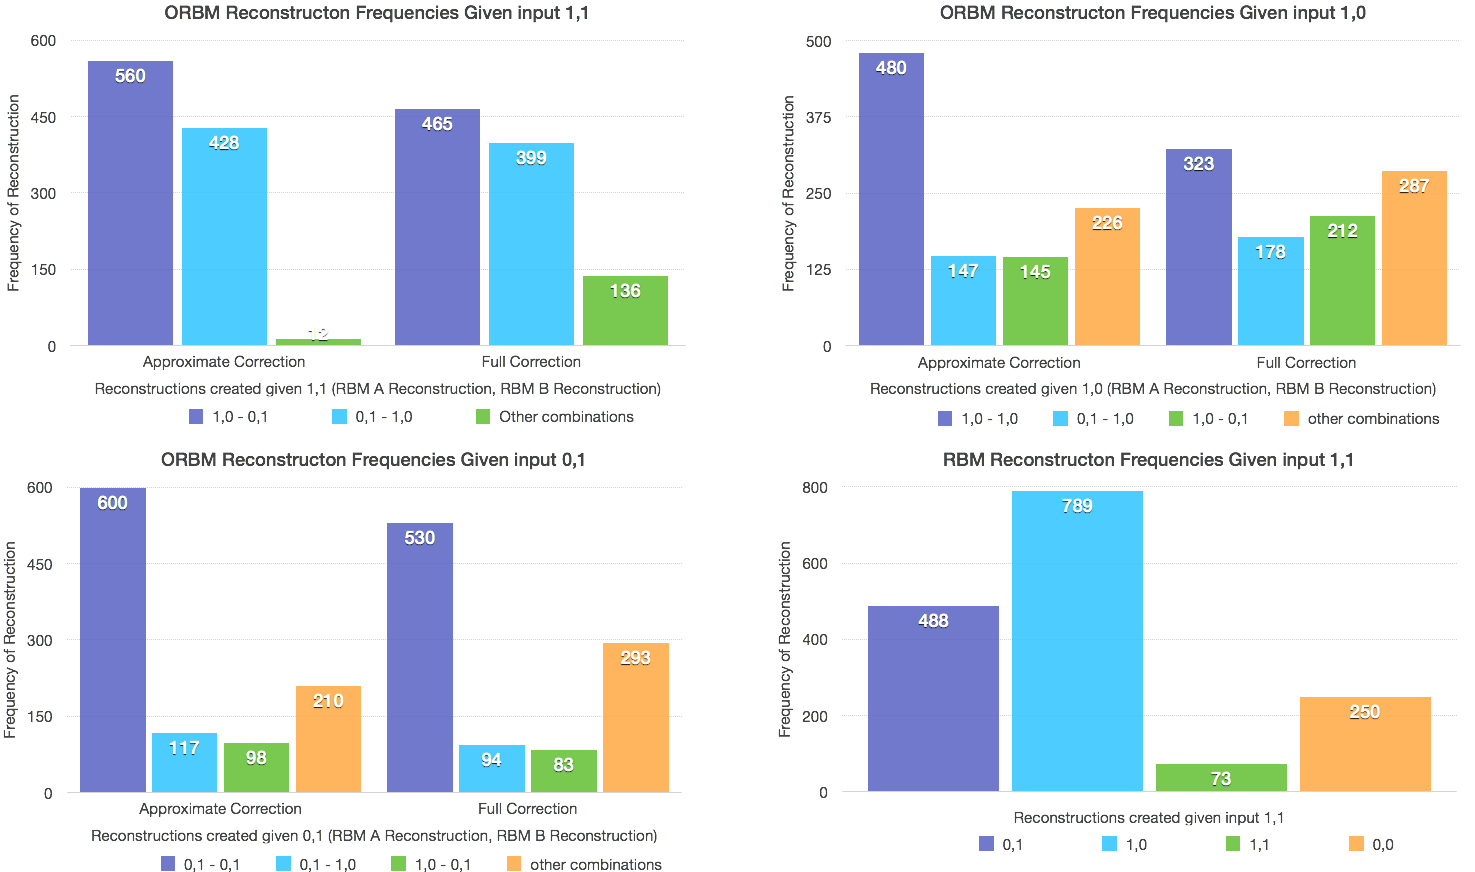 ORBM Reconstructon Frequencies Given input 1,1
600
450
300
150
0
Frequency of Reconstruction
560
428
12
465
399
136
Approximate Correction
Full Correction
Reconstructions created given 1,1 (RBM A Reconstruction, RBM B Reconstruction)
1,0 - 0,1
0,1 - 1,0
Other combinations
ORBM Reconstructon Frequencies Given input 1,0
500
375
250
125
0
Frequency of Reconstruction
480
147
145
226
323
178
212
287
Approximate Correction
Full Correction
Reconstructions created given 1,0 (RBM A Reconstruction, RBM B Reconstruction)
1,0 - 1,0
0,1 - 1,0
1,0 - 0,1
other combinations
ORBM Reconstructon Frequencies Given input 0,1
600
450
300
150
0
Frequency of Reconstruction
600
117
98
210
530
94
83
293
Approximate Correction
Full Correction
Reconstructions created given 0,1 (RBM A Reconstruction, RBM B Reconstruction)
0,1 - 0,1
0,1 - 1,0
1,0 - 0,1
other combinations
RBM Reconstructon Frequencies Given input 1,1
800
600
400
200
0
Frequency of Reconstruction
488
789
73
250
Reconstructions created given input 1,1
0,1
1,0
1,1
0,0